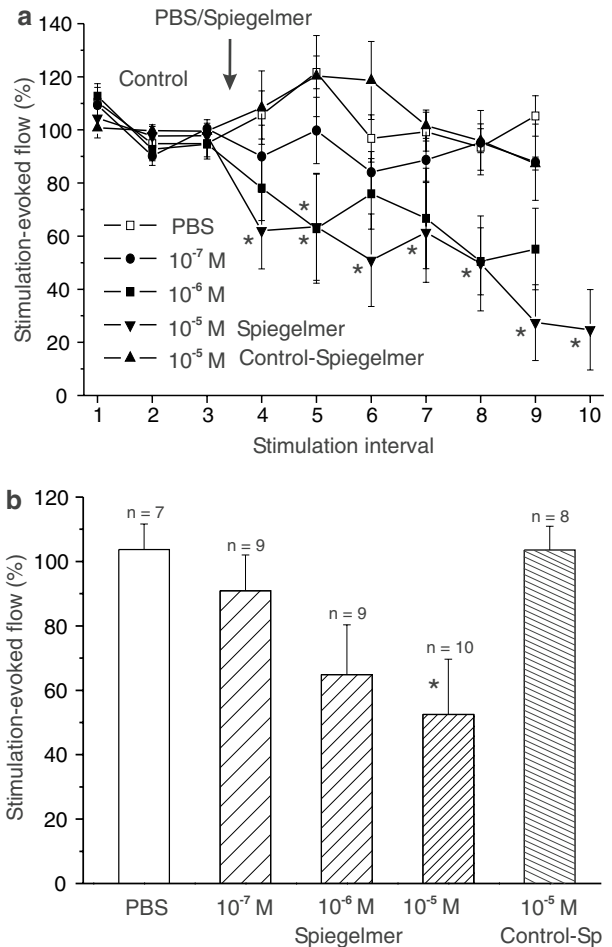 a
PBS/Spiegelmer
Control
Stimulation-evoked flow (%)
140
120
100
80
60
40
20
0
* * * * * * * *
PBS
10⁻⁷ M
10⁻⁶ M
10⁻⁵ M Spiegelmer
10⁻⁵ M Control-Spiegelmer
1 2 3 4 5 6 7 8 9 10
Stimulation interval
b
Stimulation-evoked flow (%)
120
100
80
60
40
20
0
n = 7
n = 9
n = 9
n = 10
*
n = 8
PBS 10⁻⁷ M 10⁻⁶ M 10⁻⁵ M 10⁻⁵ M
Spiegelmer Control-Sp